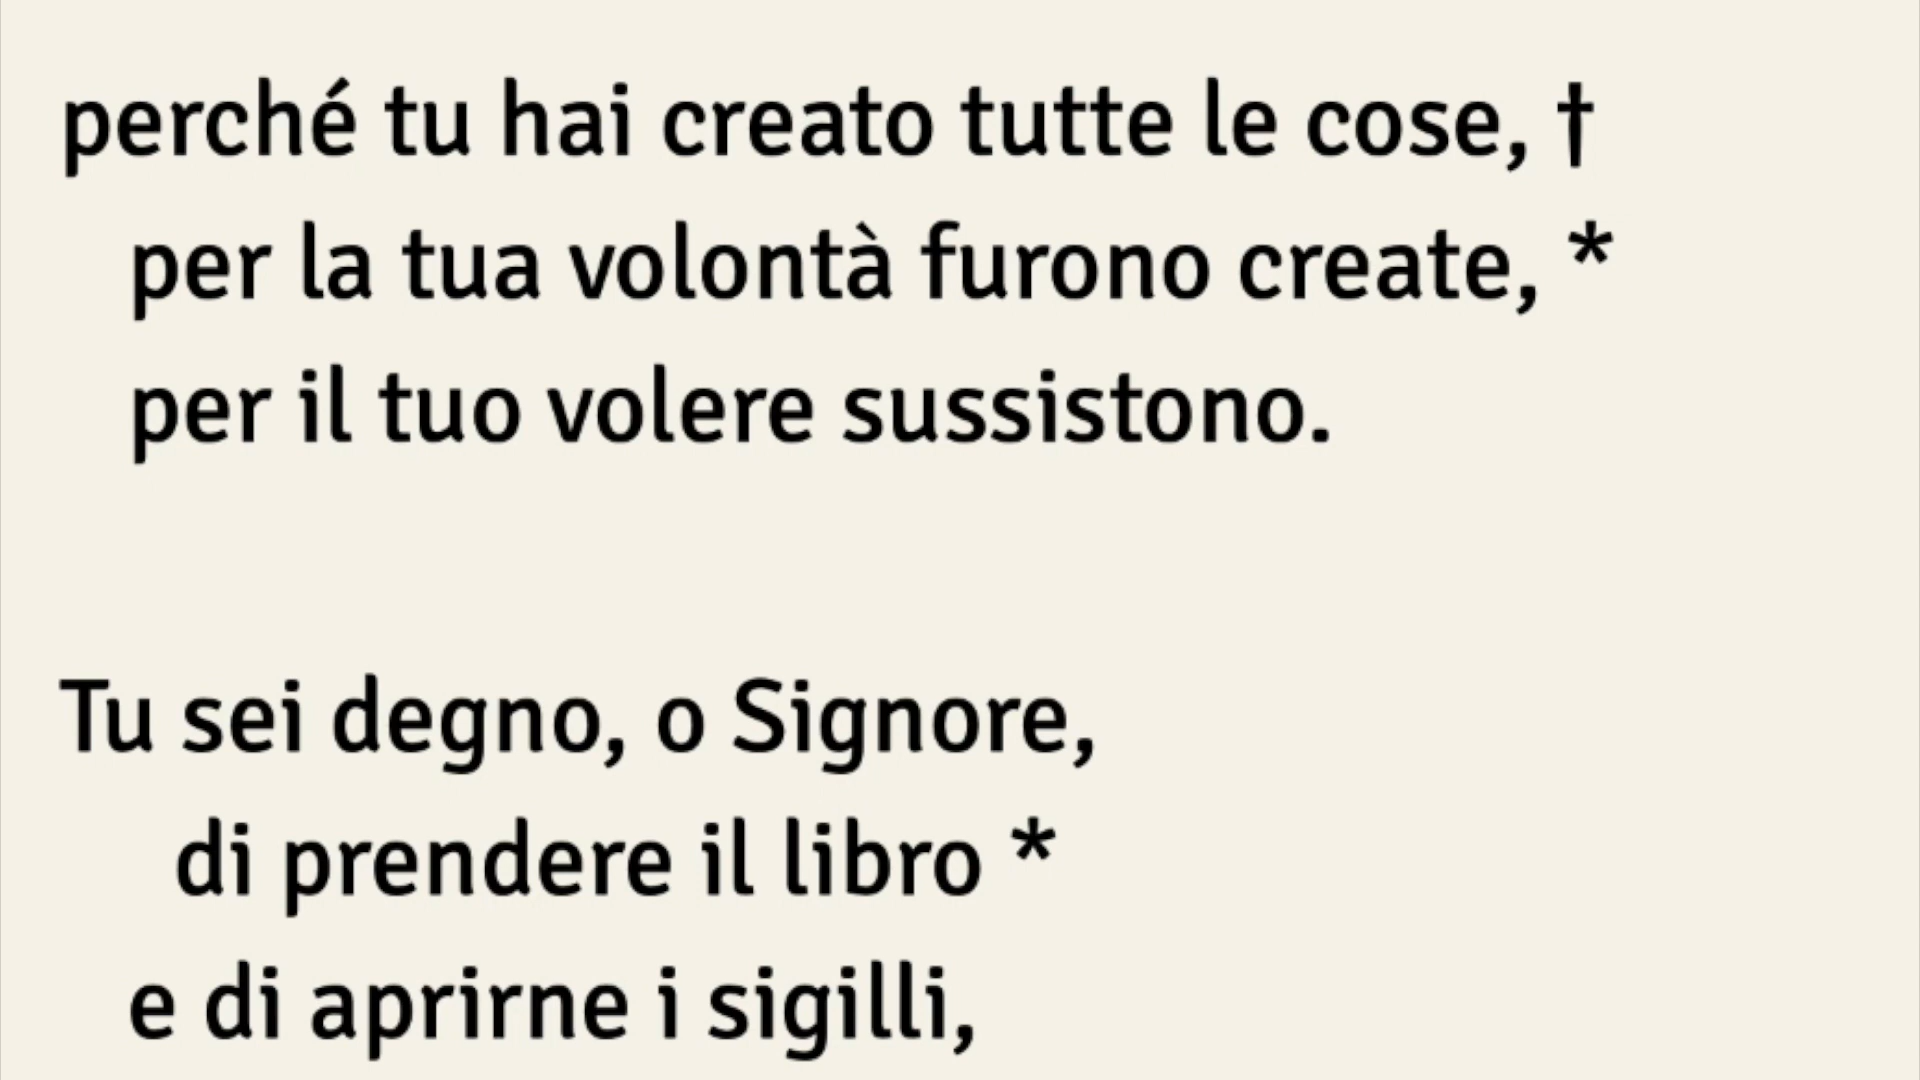 perché tu hai creato tutte le cose, †
per la tua volontà furono create, *
per il tuo volere sussistono.
Tu sei degno, o Signore,
di prendere il libro *
e di aprirne i sigilli,